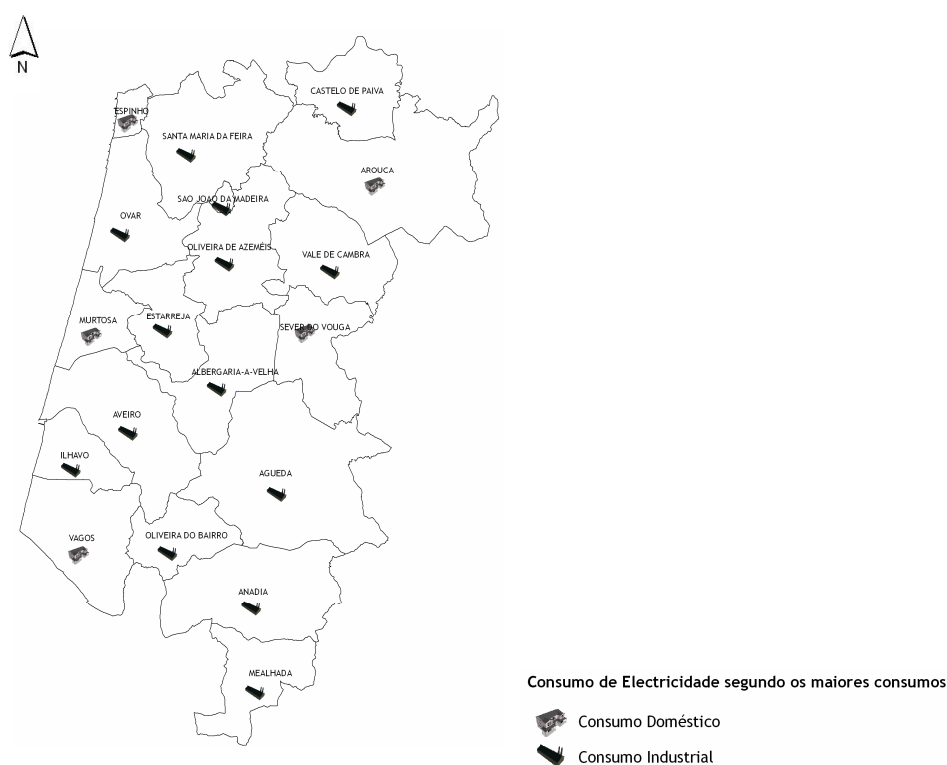 N
CASTELO DE PAIVA
ESPINHO
SANTA MARIA DA FEIRA
AROUCA
SAO JOAO DA MADEIRA
OVAR
OLIVEIRA DE AZEMÉIS
VALE DE CAMBRA
MURTOSA
ESTARREJA
SEVER DO VOUGA
ALBERGARIA-A-VELHA
AVEIRO
ILHAVO
AGUEDA
VAGOS
OLIVEIRA DO BAIRRO
ANADIA
MEALHADA
Consumo de Electricidade segundo os maiores consumos
Consumo Doméstico
Consumo Industrial